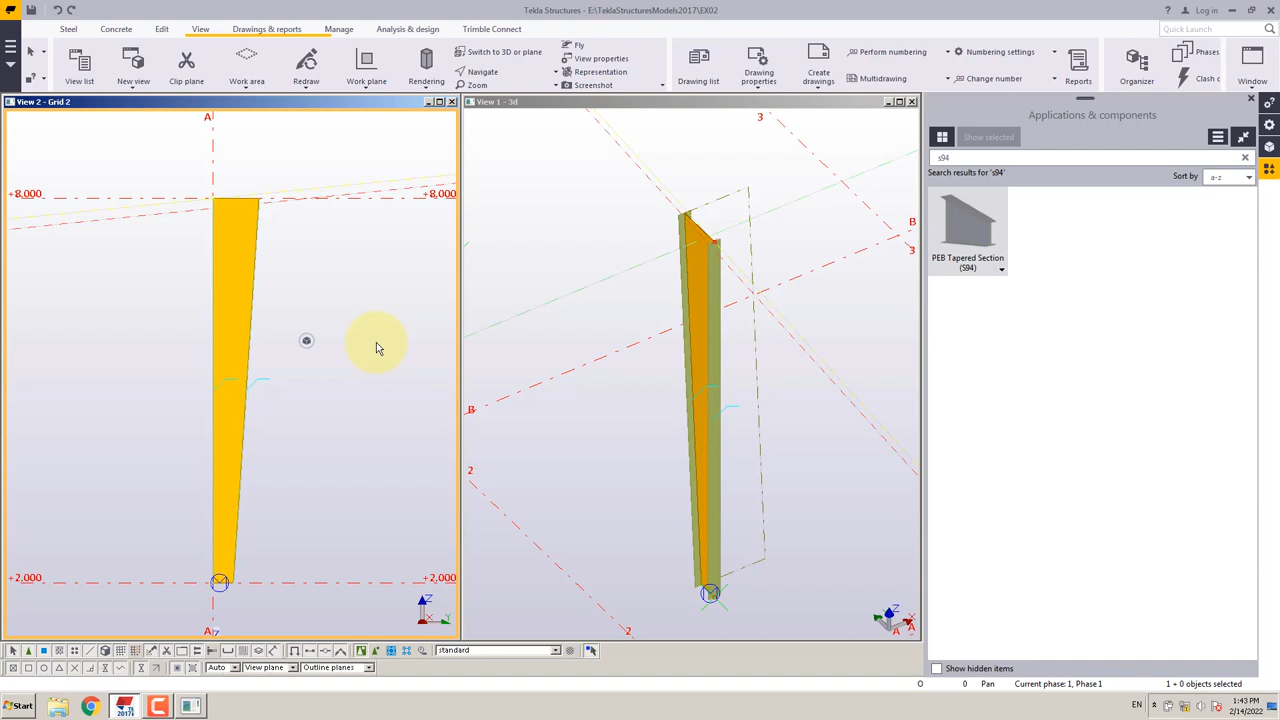 Tekla Structures - E:\TeklaStructuresModels2017\EX02
Log in
Steel
Concrete
Edit
View
Drawings & reports
Manage
Analysis & design
Trimble Connect
Quick Launch
View list
New view
Clip plane
Work area
Redraw
Work plane
Rendering
Switch to 3D or plane
Navigate
Zoom
Fly
View properties
Representation
Screenshot
Drawing list
Drawing properties
Create drawings
Perform numbering
Multidrawing
Numbering settings
Change number
Reports
Organizer
Phases
Clash c
Window
View 2 - Grid 2
View 1 - 3d
A
+8,000
+8,000
+2,000
+2,000
A
Z
X
Y
3
B
3
B
2
2
Z
A
A
Applications & components
Show selected
s94
Search results for 's94'
Sort by
a-z
PEB Tapered Section (S94)
Show hidden items
standard
Auto
View plane
Outline planes
O
0
Pan
Current phase: 1, Phase 1
1 + 0 objects selected
Start
2017i
EN
1:43 PM
2/14/2022